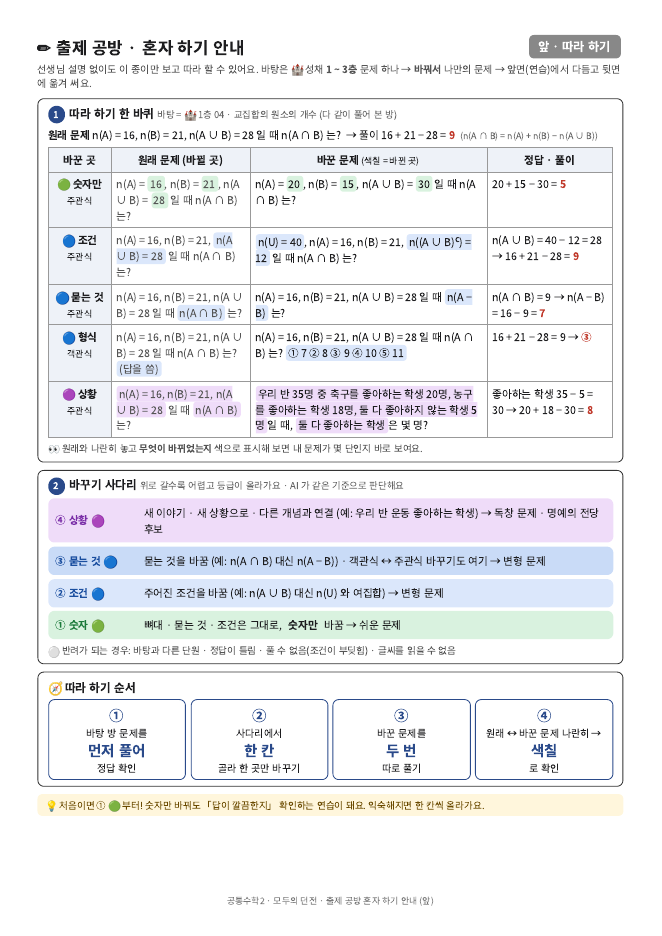 ✏ 출제 공방 · 혼자 하기 안내
앞 · 따라 하기
선생님 설명 없이도 이 종이만 보고 따라 할 수 있어요. 바탕은 🏰성채 1 ~ 3층 문제 하나 → 바꿔서 나만의 문제 → 앞면(연습)에서 다듬고 뒷면
에 옮겨 써요.
1 따라 하기 한 바퀴 바탕 = 🏰1층 04 · 교집합의 원소의 개수 (다 같이 풀어 본 방)
원래 문제 n(A) = 16, n(B) = 21, n(A ∪ B) = 28 일 때 n(A ∩ B) 는? → 풀이 16 + 21 − 28 = 9 (n(A ∩ B) = n(A) + n(B) − n(A ∪ B))
바꾼 곳 원래 문제 (바뀔 곳) 바꾼 문제 (색칠 = 바뀐 곳) 정답 · 풀이
🟢 숫자만
주관식
n(A) = 16 , n(B) = 21 , n(A
∪ B) = 28 일 때 n(A ∩ B)
는?
n(A) = 20 , n(B) = 15 , n(A ∪ B) = 30 일 때 n(A
∩ B) 는?
20 + 15 − 30 = 5
🔵 조건
주관식
n(A) = 16, n(B) = 21, n(A
∪ B) = 28 일 때 n(A ∩ B)
는?
n(U) = 40 , n(A) = 16, n(B) = 21, n((A ∪ B)ᶜ) =
12 일 때 n(A ∩ B) 는?
n(A ∪ B) = 40 − 12 = 28
→ 16 + 21 − 28 = 9
🔵 묻는 것
주관식
n(A) = 16, n(B) = 21, n(A ∪
B) = 28 일 때 n(A ∩ B) 는?
n(A) = 16, n(B) = 21, n(A ∪ B) = 28 일 때 n(A −
B) 는?
n(A ∩ B) = 9 → n(A − B)
= 16 − 9 = 7
🔵 형식
객관식
n(A) = 16, n(B) = 21, n(A ∪
B) = 28 일 때 n(A ∩ B) 는?
(답을 씀)
n(A) = 16, n(B) = 21, n(A ∪ B) = 28 일 때 n(A ∩
B) 는? ① 7 ② 8 ③ 9 ④ 10 ⑤ 11
16 + 21 − 28 = 9 → ③
🟣 상황
주관식
n(A) = 16, n(B) = 21, n(A
∪ B) = 28 일 때 n(A ∩ B)
는?
우리 반 35명 중 축구를 좋아하는 학생 20명, 농구
를 좋아하는 학생 18명, 둘 다 좋아하지 않는 학생 5
명 일 때, 둘 다 좋아하는 학생 은 몇 명?
좋아하는 학생 35 − 5 =
30 → 20 + 18 − 30 = 8
👀 원래와 나란히 놓고 무엇이 바뀌었는지 색으로 표시해 보면 내 문제가 몇 단인지 바로 보여요.
2 바꾸기 사다리 위로 갈수록 어렵고 등급이 올라가요 · AI 가 같은 기준으로 판단해요
④ 상황 🟣 새 이야기 · 새 상황으로 · 다른 개념과 연결 (예: 우리 반 운동 좋아하는 학생) → 독창 문제 · 명예의 전당
후보
③ 묻는 것 🔵 묻는 것을 바꿈 (예: n(A ∩ B) 대신 n(A − B)) · 객관식 ↔ 주관식 바꾸기도 여기 → 변형 문제
② 조건 🔵 주어진 조건을 바꿈 (예: n(A ∪ B) 대신 n(U) 와 여집합) → 변형 문제
① 숫자 🟢 뼈대 · 묻는 것 · 조건은 그대로, 숫자만 바꿈 → 쉬운 문제
⚪ 반려가 되는 경우: 바탕과 다른 단원 · 정답이 틀림 · 풀 수 없음(조건이 부딪힘) · 글씨를 읽을 수 없음
🧭 따라 하기 순서
①
바탕 방 문제를
먼저 풀어
정답 확인
②
사다리에서
한 칸
골라 한 곳만 바꾸기
③
바꾼 문제를
두 번
따로 풀기
④
원래 ↔ 바꾼 문제 나란히 →
색칠
로 확인
💡 처음이면 ① 🟢 부터! 숫자만 바꿔도 「답이 깔끔한지」 확인하는 연습이 돼요. 익숙해지면 한 칸씩 올라가요.
공통수학2 · 모두의 던전 · 출제 공방 혼자 하기 안내 (앞)